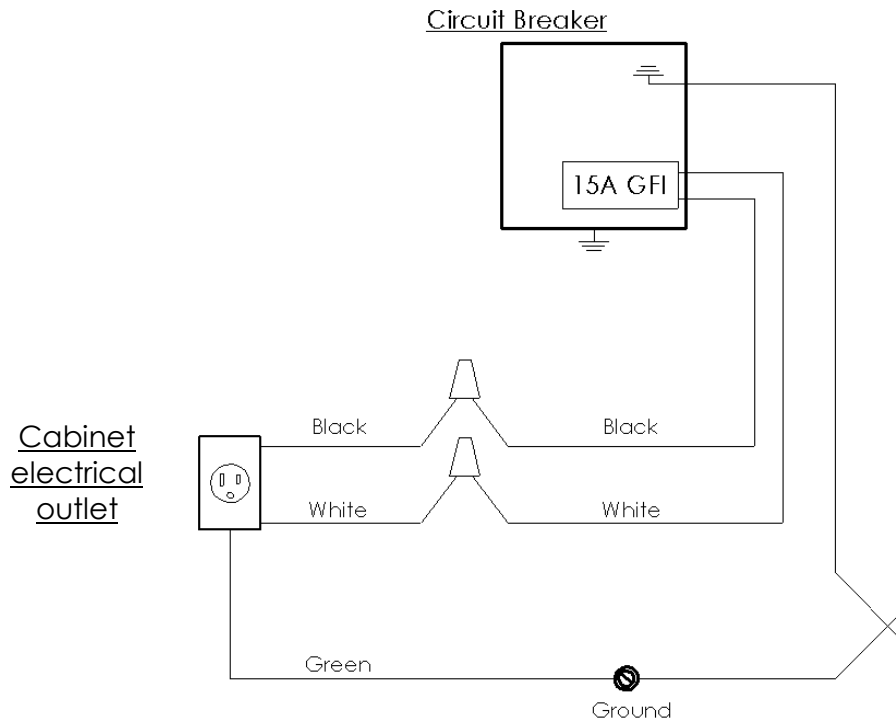 Circuit Breaker
15A GFI
Black
Black
Cabinet
electrical
outlet
White
White
Green
Ground